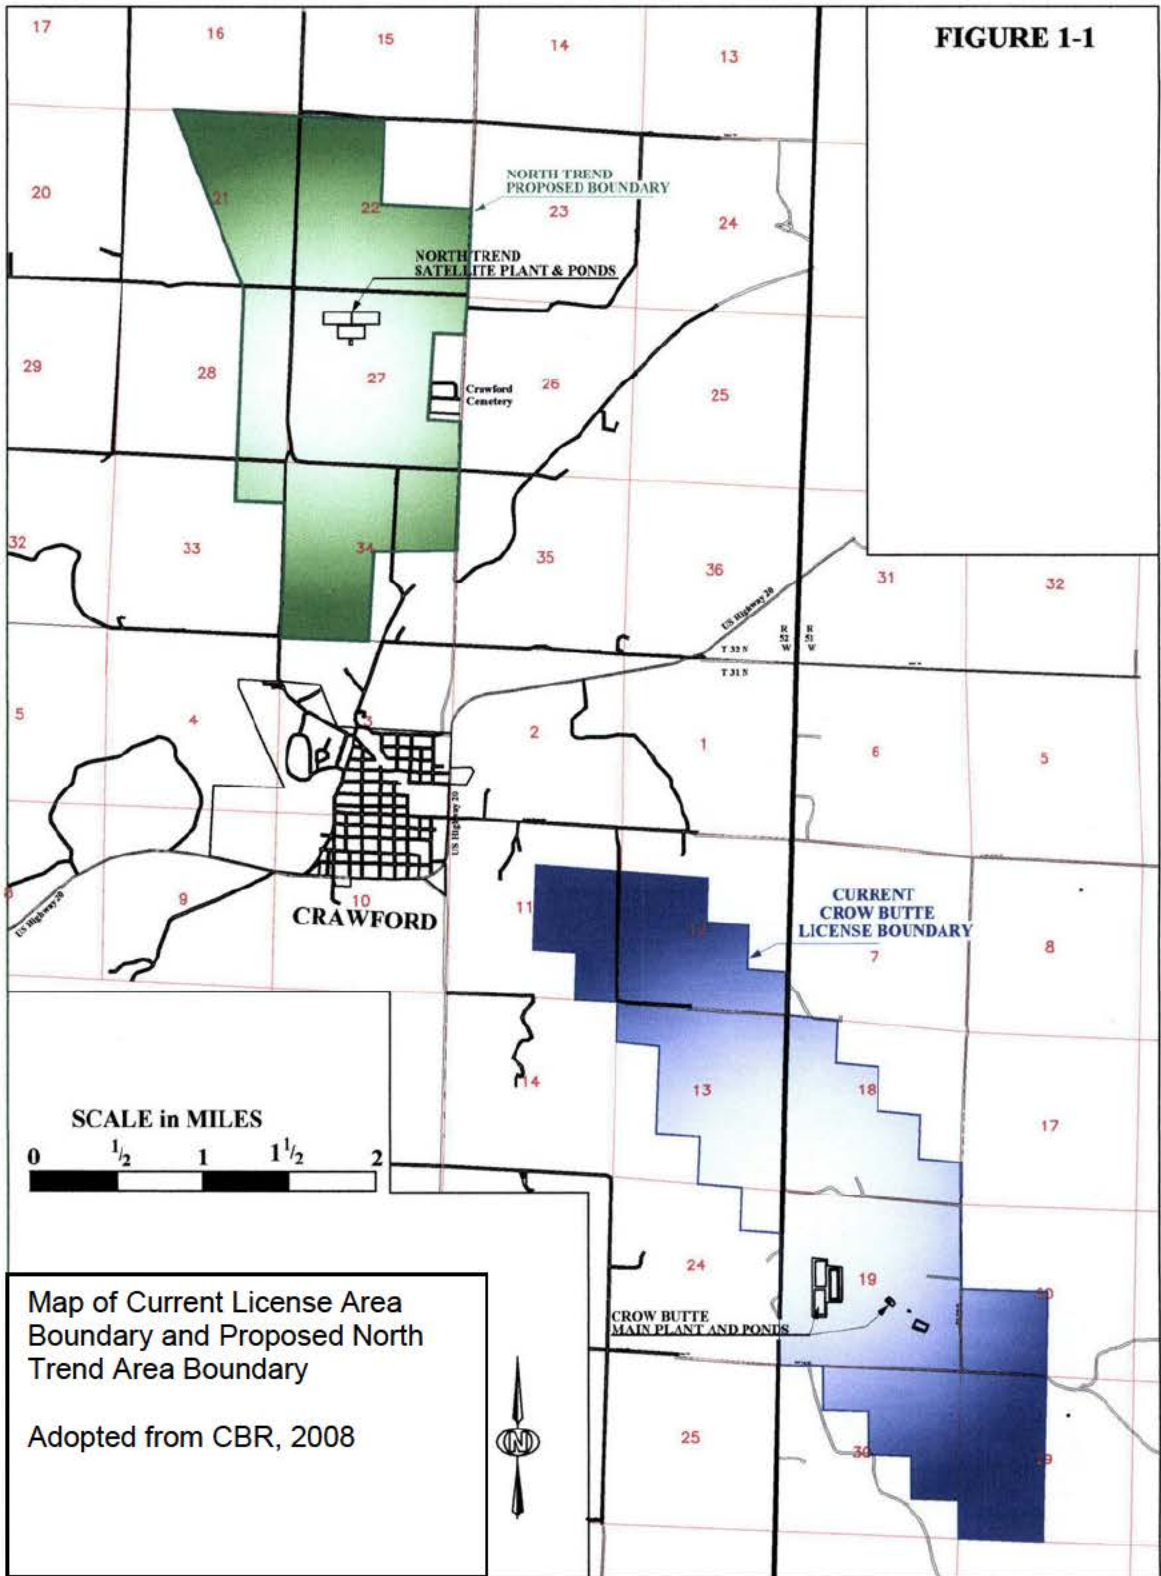 FIGURE 1-1
17
16
15
14
13
NORTH TREND
PROPOSED BOUNDARY
20
21
22
23
24
NORTH TREND
SATELLITE PLANT & PONDS
29
28
27
26
25
Crawford
Cemetery
32
33
34
35
36
31
32
US Highway 20
R
52
W
R
51
W
T 32 N
T 31 N
5
4
3
2
1
6
5
US Highway 20
8
9
10
11
12
7
8
US Highway 20
CRAWFORD
CURRENT
CROW BUTTE
LICENSE BOUNDARY
14
13
18
17
SCALE in MILES
0 1/2 1 1 1/2 2
24
19
20
CROW BUTTE
MAIN PLANT AND PONDS
25
30
29
N
Map of Current License Area
Boundary and Proposed North
Trend Area Boundary
Adopted from CBR, 2008